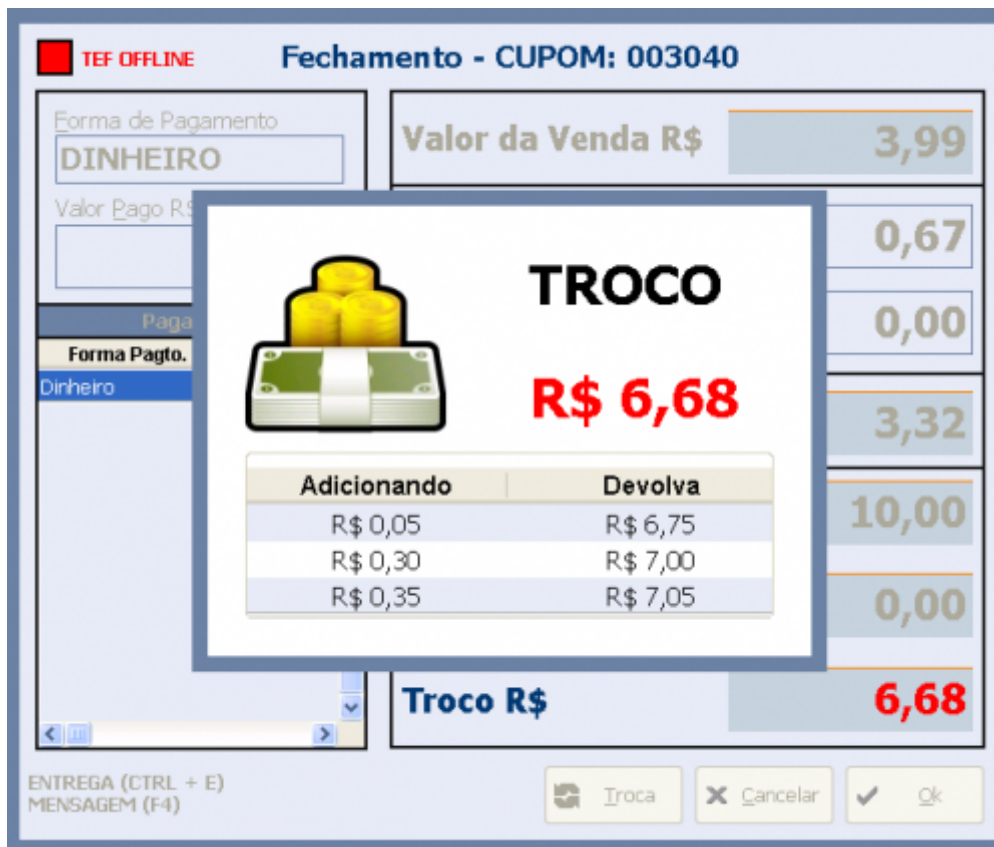 TEF OFFLINE
Fechamento - CUPOM: 003040
Forma de Pagamento
DINHEIRO
Valor Pago R$
Paga
Forma Pagto.
Dinheiro
Valor da Venda R$ 3,99
0,67
0,00
3,32
10,00
0,00
Troco R$ 6,68
TROCO
R$ 6,68
Adicionando Devolva
R$ 0,05 R$ 6,75
R$ 0,30 R$ 7,00
R$ 0,35 R$ 7,05
ENTREGA (CTRL + E)
MENSAGEM (F4)
Troca Cancelar Ok